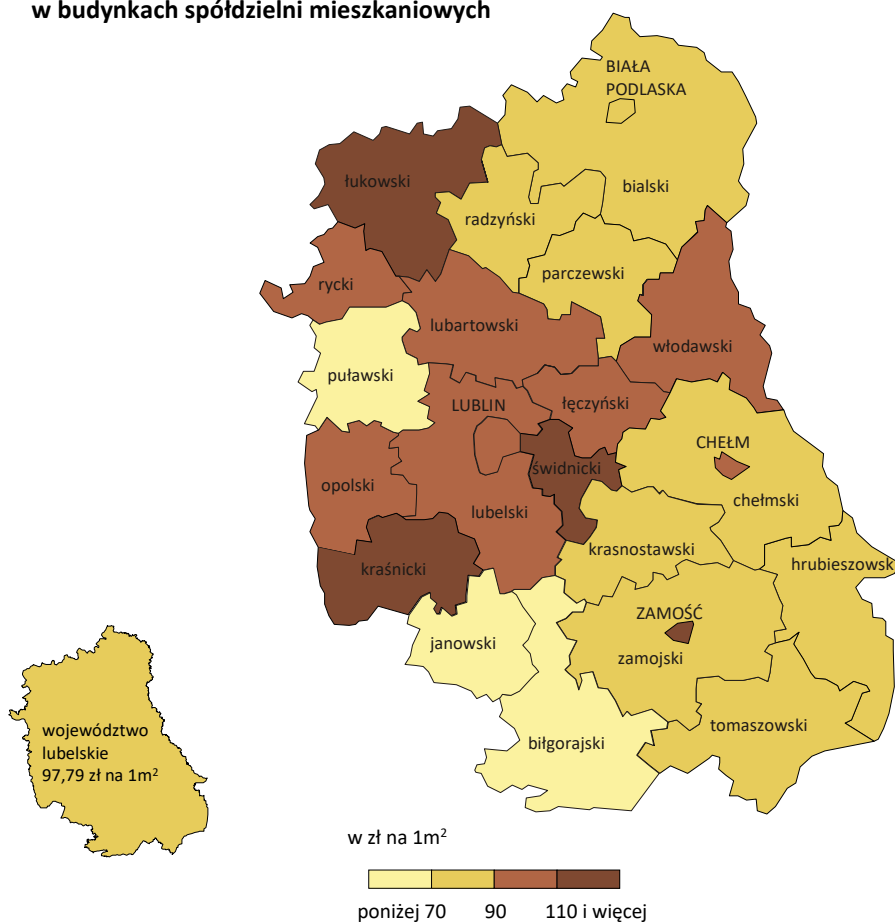 w budynkach spółdzielni mieszkaniowych
BIAŁA
PODLASKA
łukowski
bialski
radzyński
parczewski
rycki
lubartowski
włodawski
puławski
łęczyński
LUBLIN
CHEŁM
świdnicki
opolski
chełmski
lubelski
krasnostawski
hrubieszowsk
kraśnicki
ZAMOŚĆ
janowski
zamojski
tomaszowski
biłgorajski
województwo
lubelskie
97,79 zł na 1m²
w zł na 1m²
poniżej 70 90 110 i więcej